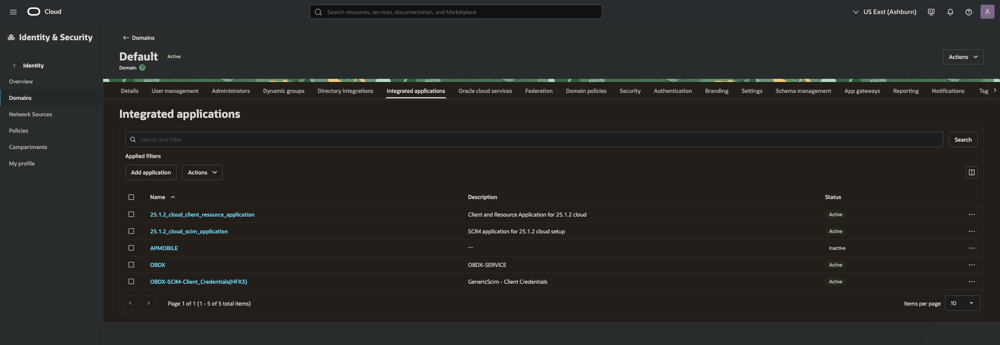 Cloud
Search resources, services, documentation, and Marketplace
US East (Ashburn)
Identity & Security
Identity
Overview
Domains
Network Sources
Policies
Compartments
My profile
Domains
Default Active
Domain ?
Actions
Details User management Administrators Dynamic groups Directory integrations Integrated applications Oracle cloud services Federation Domain policies Security Authentication Branding Settings Schema management App gateways Reporting Notifications Tag
Integrated applications
Search and Filter
Search
Applied filters
Add application Actions
Name Description Status
25.1.2_cloud_client_resource_application Client and Resource Application for 25.1.2 cloud Active ...
25.1.2_cloud_scim_application SCIM application for 25.1.2 cloud setup Active ...
APMOBILE — Inactive ...
OBDX OBDX-SERVICE Active ...
OBDX-SCIM-Client_Credentials(HFX3) GenericScim - Client Credentials Active ...
Page 1 of 1 (1 - 5 of 5 total items) Items per page 10